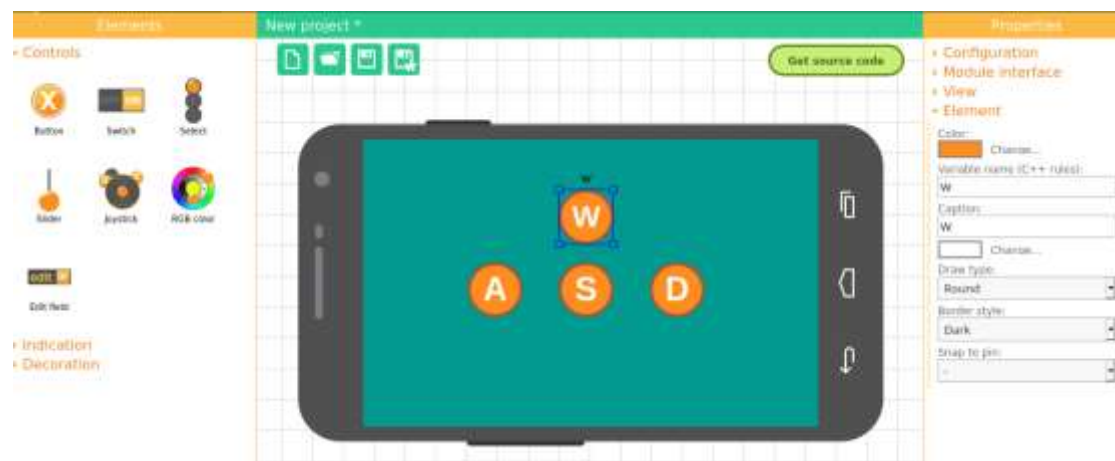 Elements
New project *
Properties
Controls
Button
Switch
Select
Slider
Joystick
RGB color
edit
Edit field
Indication
Decoration
Get source code
W
W
A
S
D
Configuration
Module interface
View
Element
Color:
Change...
Variable name (C++ rules):
W
Caption:
W
Change...
Draw type:
Round
Border style:
Dark
Snap to pin:
-